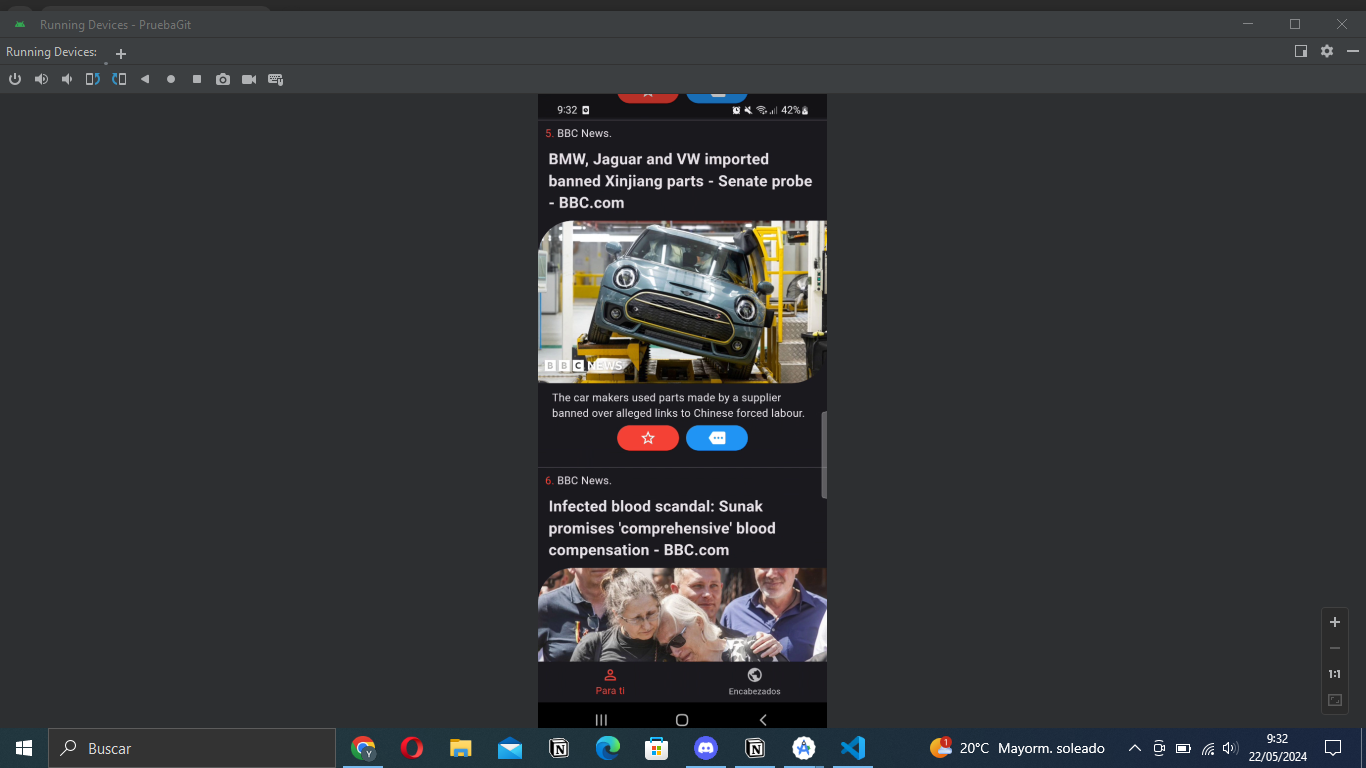 Running Devices - PruebaGit
Running Devices:
9:32
42%
5. BBC News.
BMW, Jaguar and VW imported
banned Xinjiang parts - Senate probe
- BBC.com
BBC NEWS
The car makers used parts made by a supplier
banned over alleged links to Chinese forced labour.
6. BBC News.
Infected blood scandal: Sunak
promises 'comprehensive' blood
compensation - BBC.com
Para ti
Encabezados
1:1
Buscar
Y
1
20°C Mayorm. soleado
9:32
22/05/2024